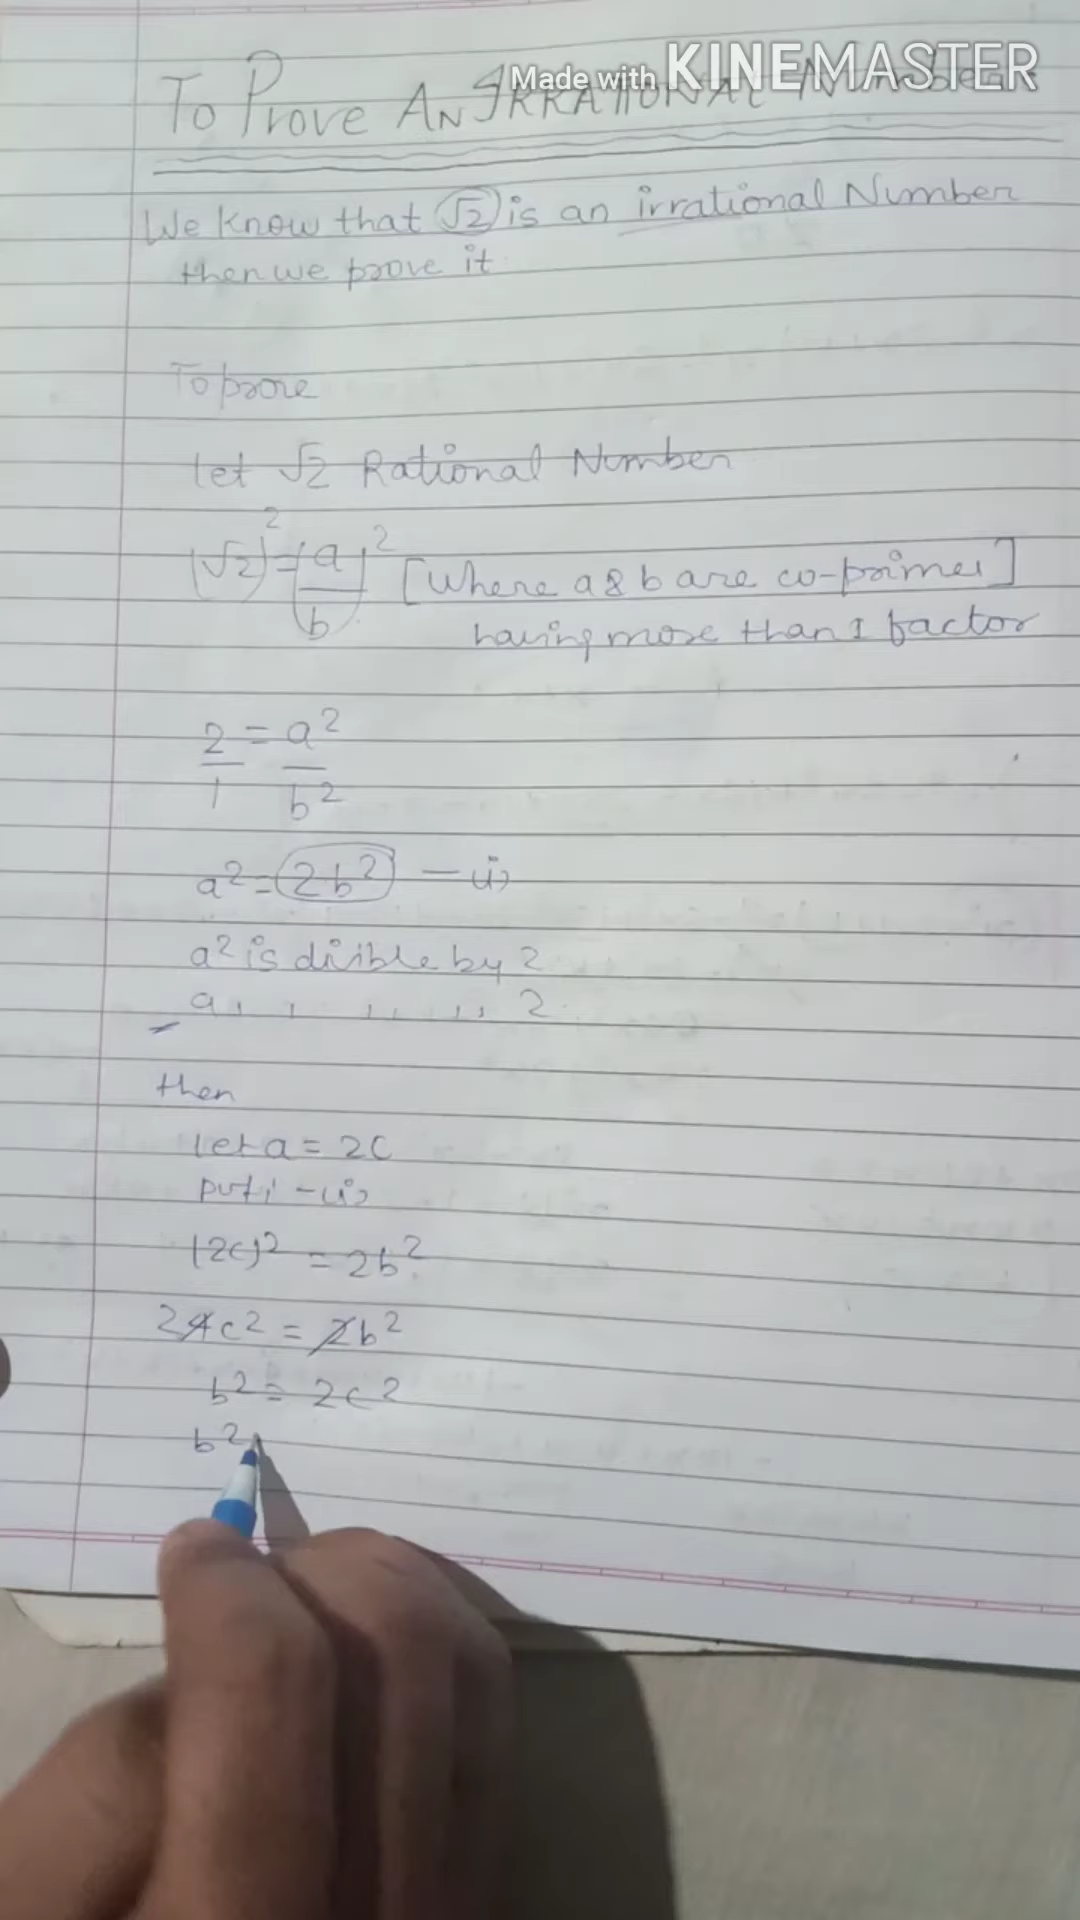 Made with KINEMASTER
To Prove AN IRRATIONAL Number
We know that √2 is an irrational Number
then we prove it.
To prove
let √2 Rational Number
(√2)² = (a/b)² [Where a & b are co-primes]
having more than 1 factor
2/1 = a²/b²
a² = 2b² — (i)
a² is divible by 2
a ,, ,, ,, 2
then
let a = 2c
put i - (i)
(2c)² = 2b²
2 4c² = 2b²
b² = 2c²
b²